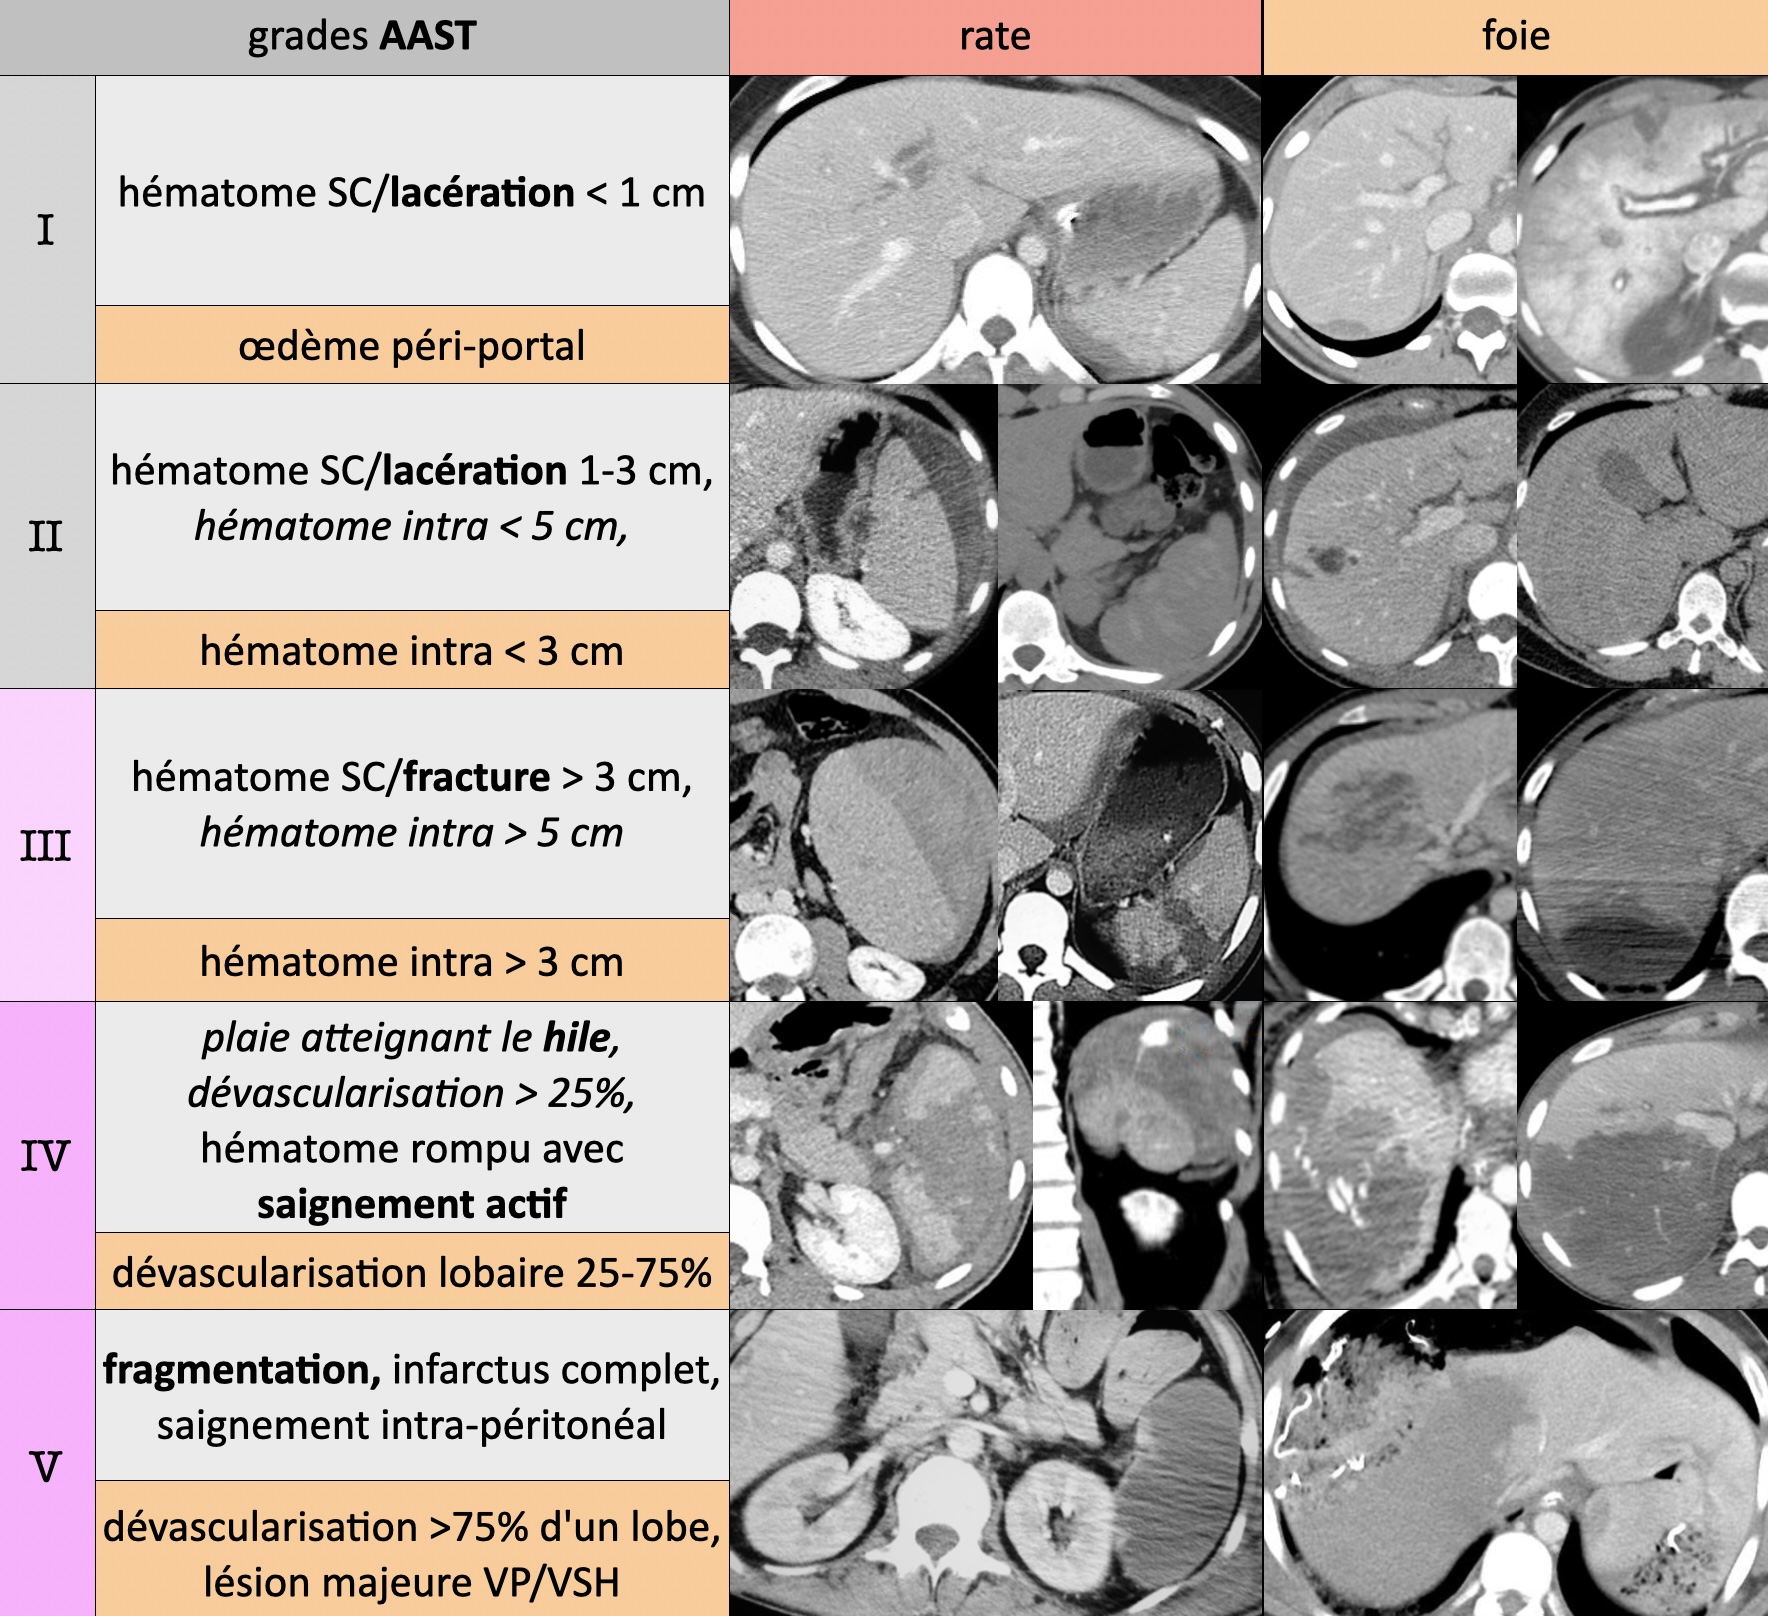 grades AAST
rate
foie
I
hématome SC/lacération < 1 cm
œdème péri-portal
II
hématome SC/lacération 1-3 cm,
hématome intra < 5 cm,
hématome intra < 3 cm
III
hématome SC/fracture > 3 cm,
hématome intra > 5 cm
hématome intra > 3 cm
IV
plaie atteignant le hile,
dévascularisation > 25%,
hématome rompu avec
saignement actif
dévascularisation lobaire 25-75%
V
fragmentation, infarctus complet,
saignement intra-péritonéal
dévascularisation >75% d'un lobe,
lésion majeure VP/VSH